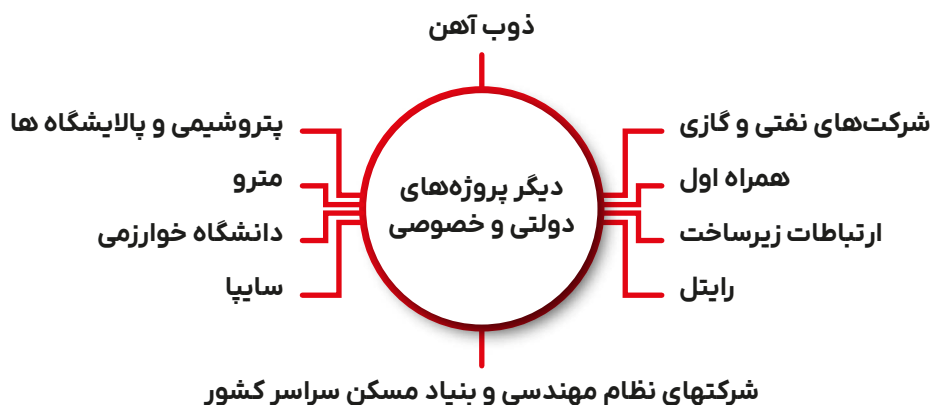 ذوب آهن
شرکت‌های نفتی و گازی
پتروشیمی و پالایشگاه ها
همراه اول
مترو
دیگر پروژه‌های
دولتی و خصوصی
ارتباطات زیرساخت
دانشگاه خوارزمی
رایتل
سایپا
شرکتهای نظام مهندسی و بنیاد مسکن سراسر کشور